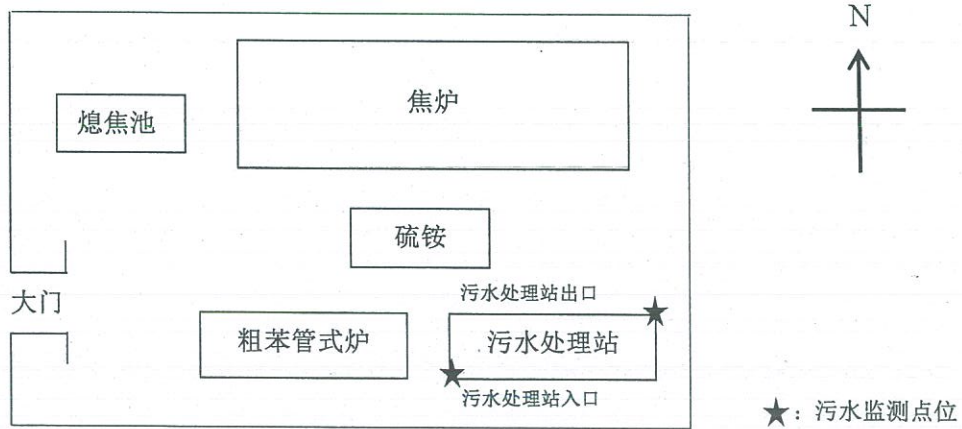 N
焦炉
熄焦池
硫铵
污水处理站出口
大门
粗苯管式炉
污水处理站
污水处理站入口
★：污水监测点位